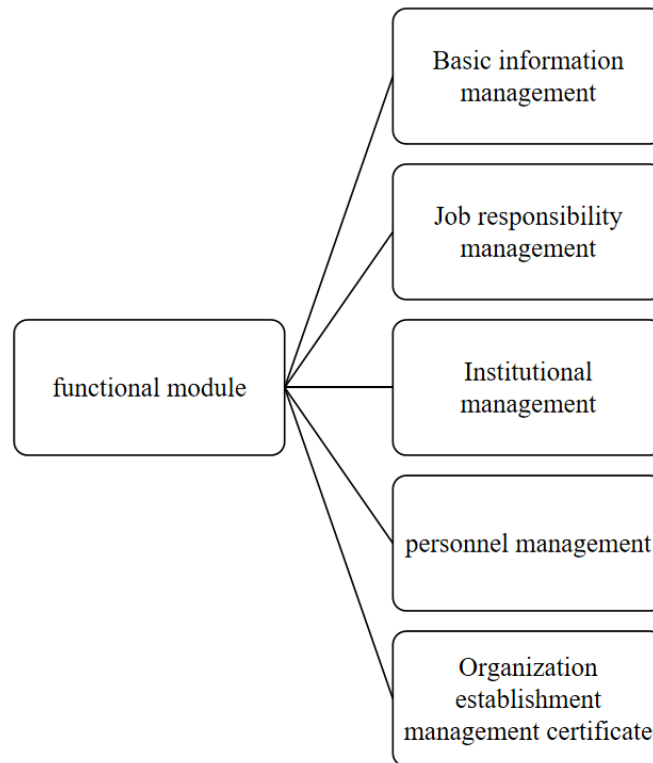 Basic information
management
Job responsibility
management
functional module
Institutional
management
personnel management
Organization
establishment
management certificate